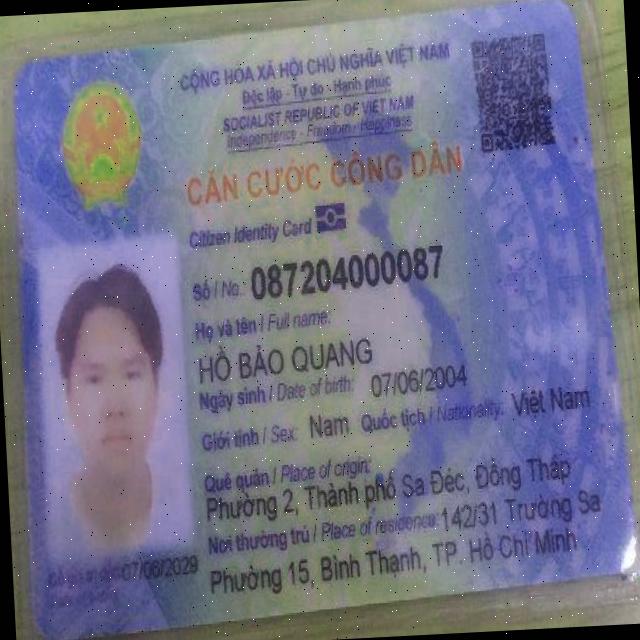 CỘNG HÒA XÃ HỘI CHỦ NGHĨA VIỆT NAM
Độc lập - Tự do - Hạnh phúc
SOCIALIST REPUBLIC OF VIET NAM
Independence - Freedom - Happiness
CĂN CƯỚC CÔNG DÂN
Citizen Identity Card
Số / No.: 087204000087
Họ và tên / Full name:
HỒ BẢO QUANG
Ngày sinh / Date of birth: 07/06/2004
Giới tính / Sex: Nam Quốc tịch / Nationality: Việt Nam
Quê quán / Place of origin:
Phường 2, Thành phố Sa Đéc, Đồng Tháp
Nơi thường trú / Place of residence: 142/31 Trường Sa
Phường 15, Bình Thạnh, TP. Hồ Chí Minh
07/06/2029